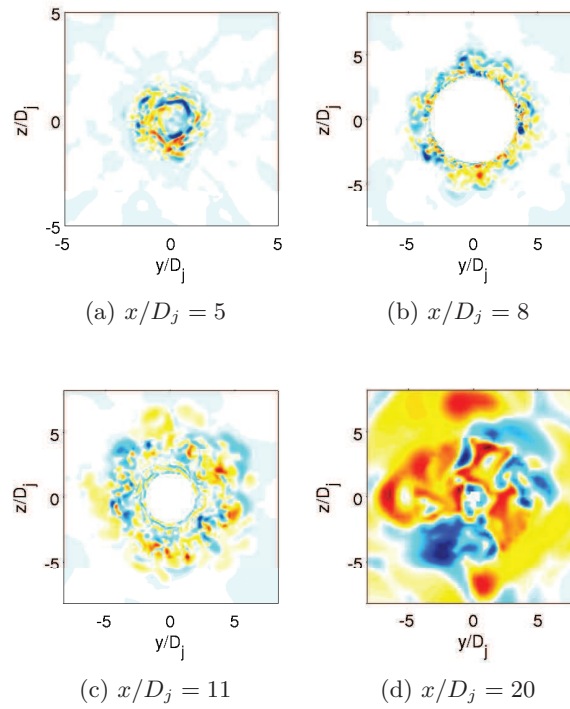 5
0
-5
z/D_j
-5 0 5
y/D_j
(a) x/D_j = 5
5
0
-5
z/D_j
-5 0 5
y/D_j
(b) x/D_j = 8
5
0
-5
z/D_j
-5 0 5
y/D_j
(c) x/D_j = 11
5
0
-5
z/D_j
-5 0 5
y/D_j
(d) x/D_j = 20